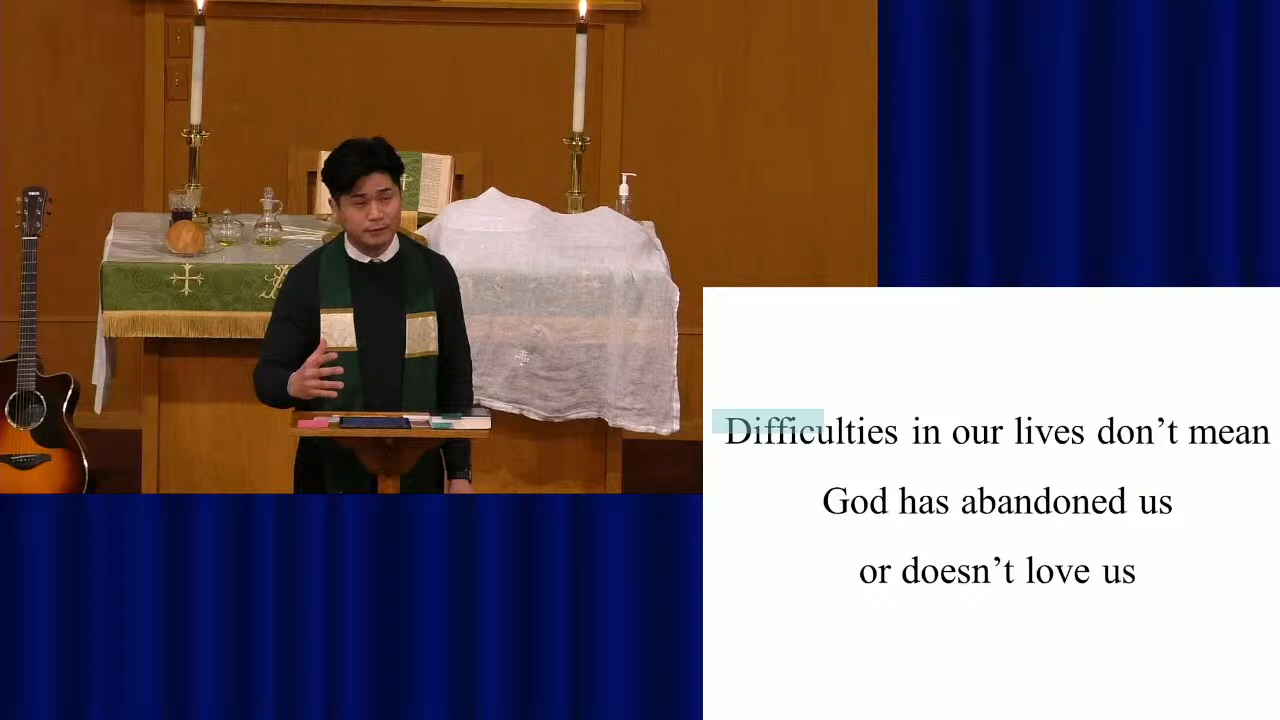 Difficulties in our lives don’t mean
God has abandoned us
or doesn’t love us